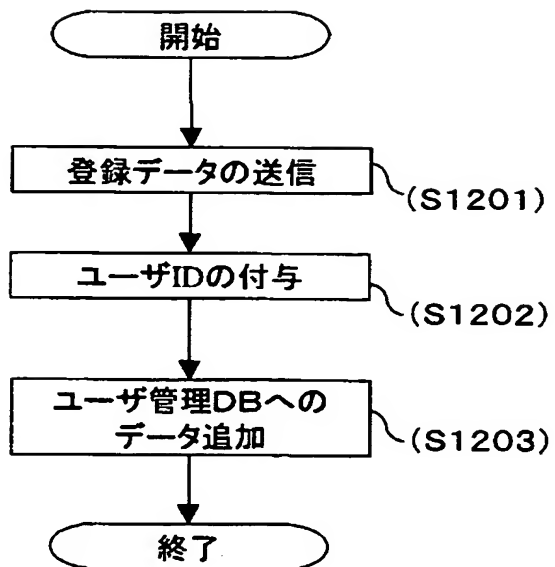 開始
登録データの送信
(S1201)
ユーザIDの付与
(S1202)
ユーザ管理DBへの
データ追加
(S1203)
終了